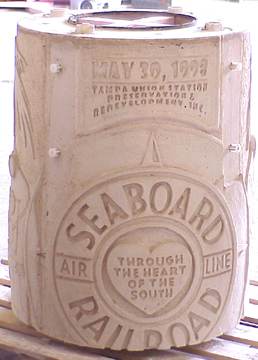 MAY 30, 1998
TAMPA UNION STATION
PRESERVATION &
REDEVELOPMENT, INC.
SEABOARD
AIR LINE
THROUGH
THE HEART
OF THE
SOUTH
RAILROAD